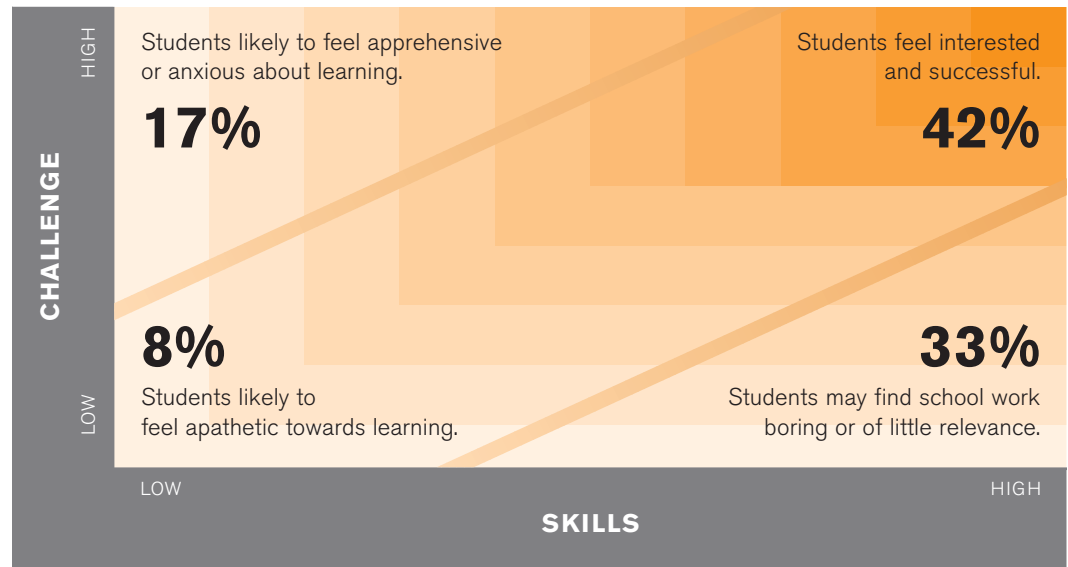 HIGH
CHALLENGE
LOW
Students likely to feel apprehensive
or anxious about learning.
17%
Students feel interested
and successful.
42%
8%
Students likely to
feel apathetic towards learning.
33%
Students may find school work
boring or of little relevance.
LOW
HIGH
SKILLS